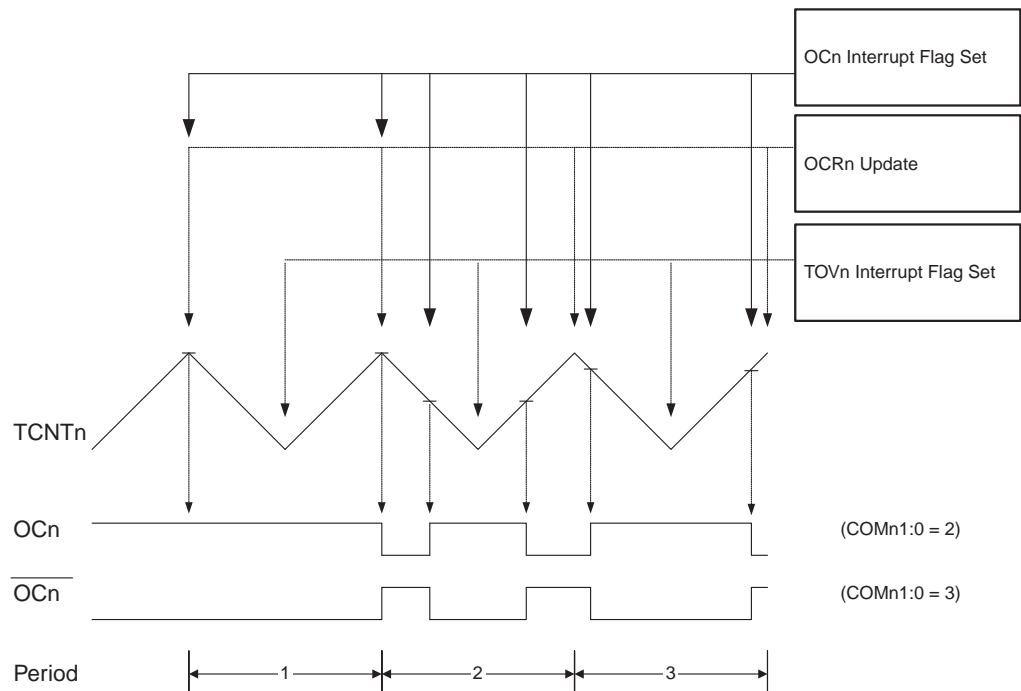 OCn Interrupt Flag Set
OCRn Update
TOVn Interrupt Flag Set
TCNTn
OCn
(COMn1:0 = 2)
OCn
(COMn1:0 = 3)
Period
1
2
3